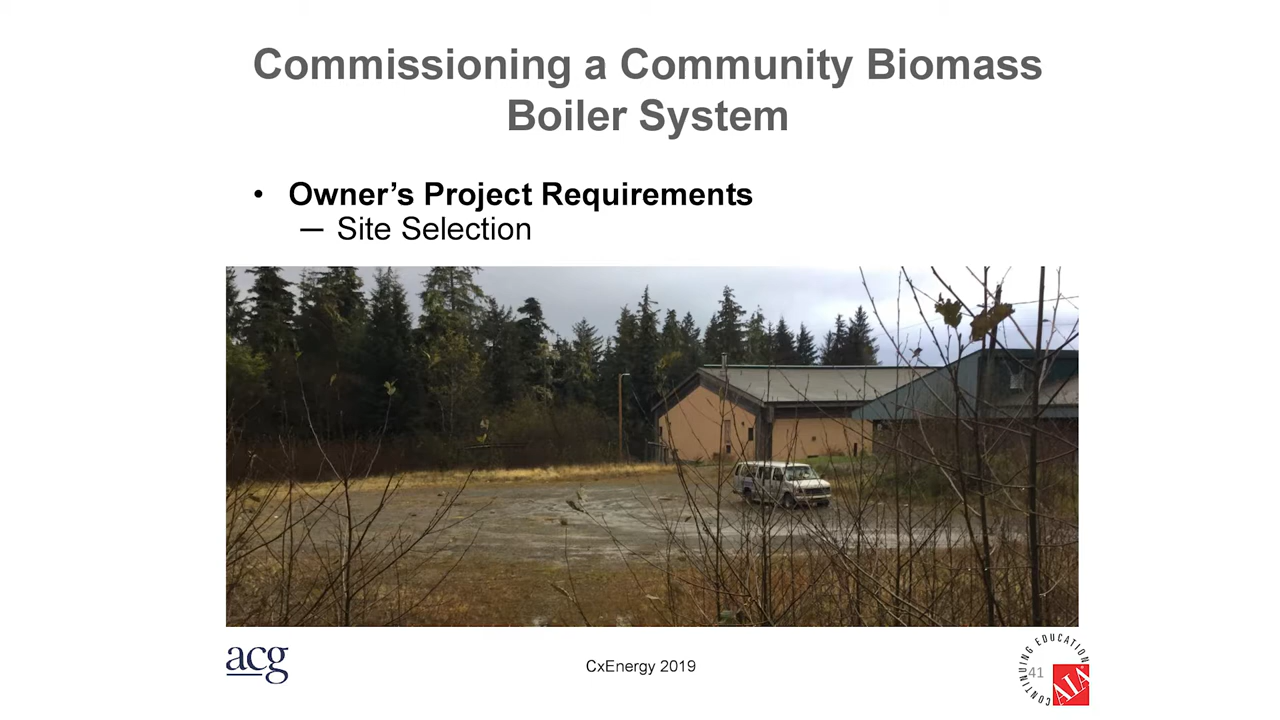 Commissioning a Community Biomass
Boiler System
• Owner’s Project Requirements
— Site Selection
acg
CxEnergy 2019
CONTINUING EDUCATION
41
AIA